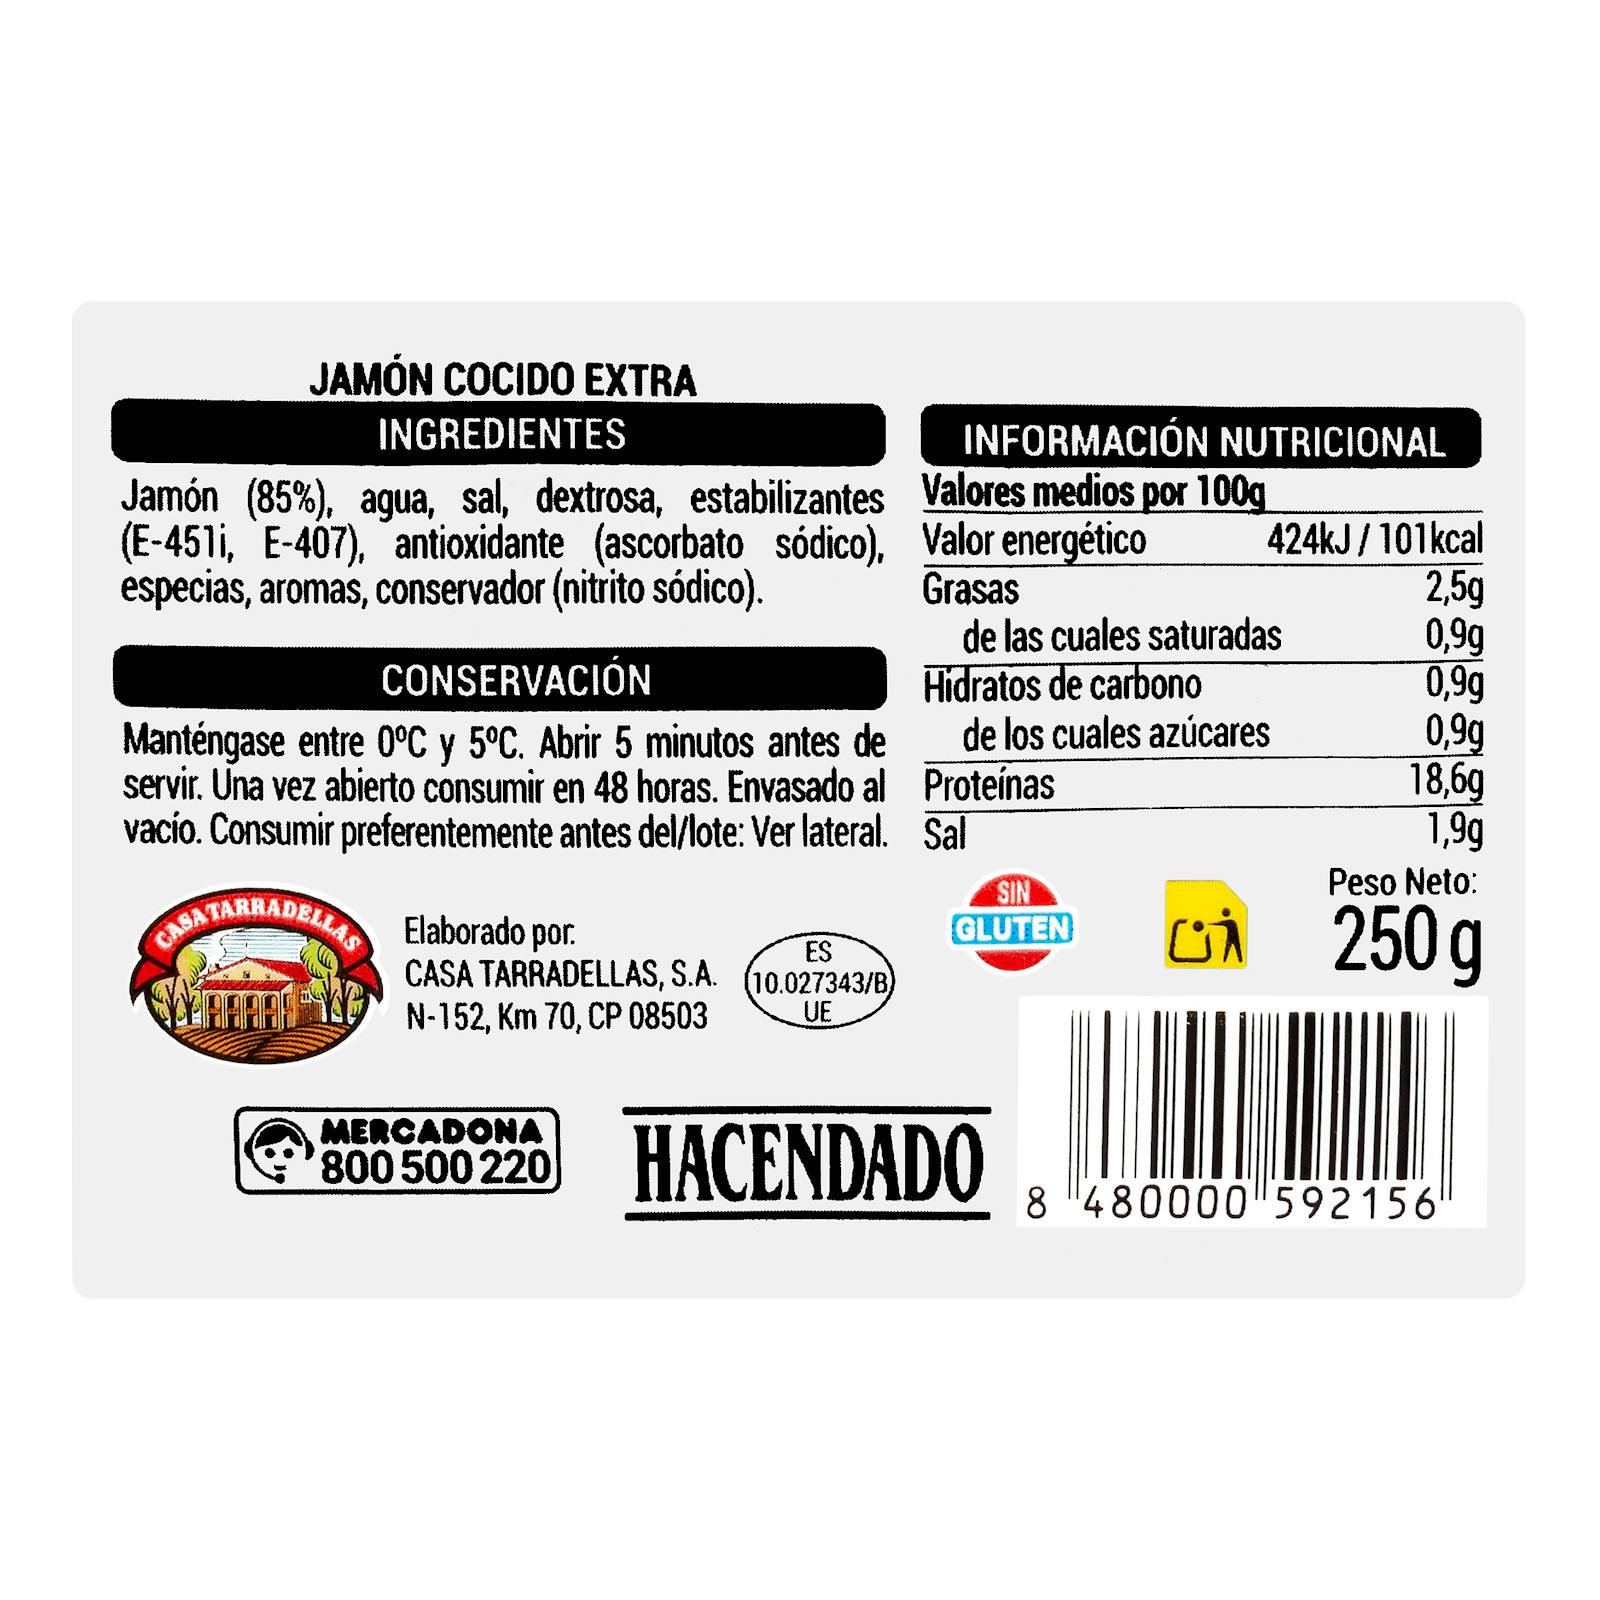 JAMÓN COCIDO EXTRA
INGREDIENTES
Jamón (85%), agua, sal, dextrosa, estabilizantes
(E-451i, E-407), antioxidante (ascorbato sódico),
especias, aromas, conservador (nitrito sódico).
CONSERVACIÓN
Manténgase entre 0ºC y 5ºC. Abrir 5 minutos antes de
servir. Una vez abierto consumir en 48 horas. Envasado al
vacío. Consumir preferentemente antes del/lote: Ver lateral.
CASA TARRADELLAS
Elaborado por:
CASA TARRADELLAS, S.A.
N-152, Km 70, CP 08503
ES
10.027343/B
UE
MERCADONA
800 500 220
HACENDADO
INFORMACIÓN NUTRICIONAL
Valores medios por 100g
Valor energético 424kJ / 101kcal
Grasas 2,5g
de las cuales saturadas 0,9g
Hidratos de carbono 0,9g
de los cuales azúcares 0,9g
Proteínas 18,6g
Sal 1,9g
SIN
GLUTEN
Peso Neto:
250 g
8 480000 592156